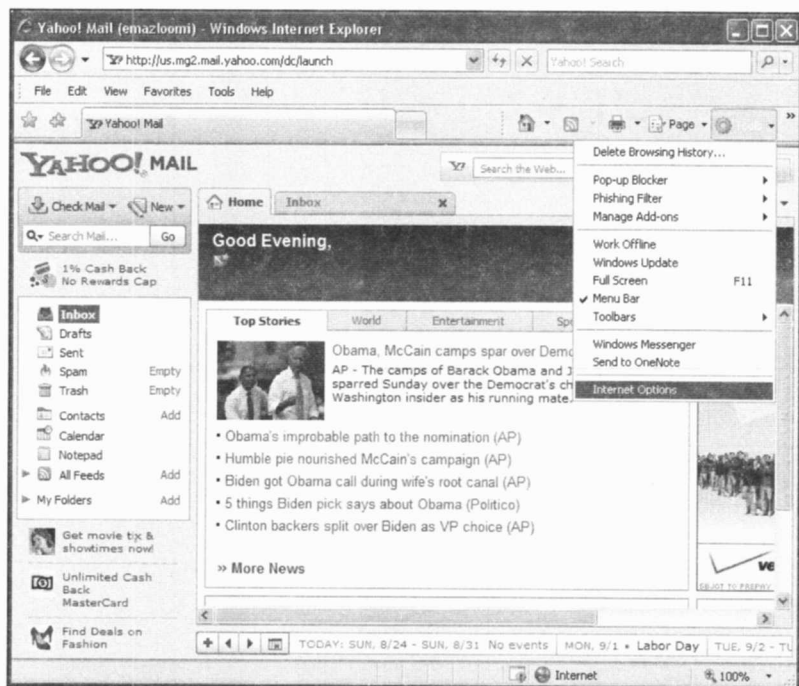 Yahoo! Mail (emazloomi) - Windows Internet Explorer
http://us.mg2.mail.yahoo.com/dc/launch
Yahoo! Search
File Edit View Favorites Tools Help
Yahoo! Mail
Page
YAHOO! MAIL
Search the Web...
Check Mail New
Home Inbox
Search Mail... Go
Good Evening,
1% Cash Back
No Rewards Cap
Inbox
Drafts
Sent
Spam Empty
Trash Empty
Contacts Add
Calendar
Notepad
All Feeds Add
My Folders Add
Get movie tix &
showtimes now!
Unlimited Cash
Back
MasterCard
Find Deals on
Fashion
Top Stories World Entertainment Spo
Obama, McCain camps spar over Demo
AP - The camps of Barack Obama and J
sparred Sunday over the Democrat's ch
Washington insider as his running mate.
• Obama's improbable path to the nomination (AP)
• Humble pie nourished McCain's campaign (AP)
• Biden got Obama call during wife's root canal (AP)
• 5 things Biden pick says about Obama (Politico)
• Clinton backers split over Biden as VP choice (AP)
» More News
Delete Browsing History...
Pop-up Blocker
Phishing Filter
Manage Add-ons
Work Offline
Windows Update
Full Screen F11
Menu Bar
Toolbars
Windows Messenger
Send to OneNote
Internet Options
ve
TODAY: SUN, 8/24 - SUN, 8/31 No events MON, 9/1 • Labor Day TUE, 9/2 - TU
Internet
100%